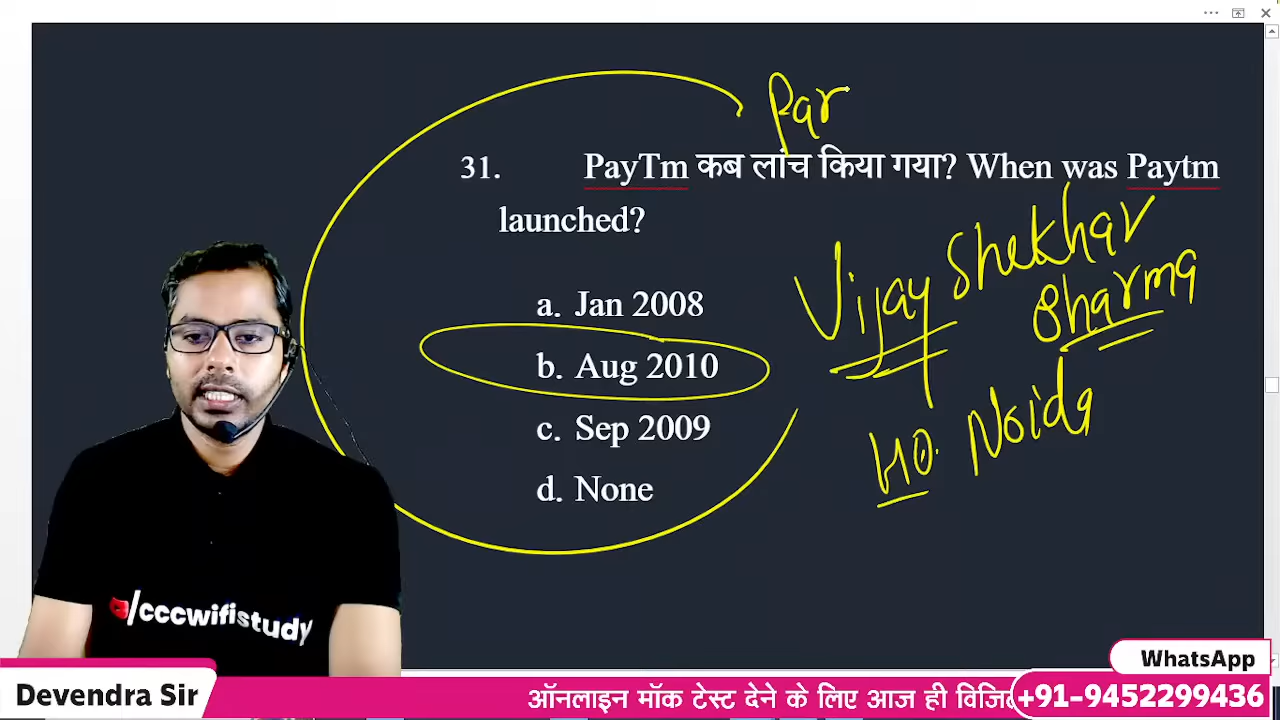 Par
31. PayTm कब लांच किया गया? When was Paytm
launched?
a. Jan 2008
b. Aug 2010
c. Sep 2009
d. None
Vijay Shekhar
Sharma
HO. Noida
/cccwifistudy
WhatsApp
Devendra Sir
ऑनलाइन मॉक टेस्ट देने के लिए आज ही विजिट
+91-9452299436